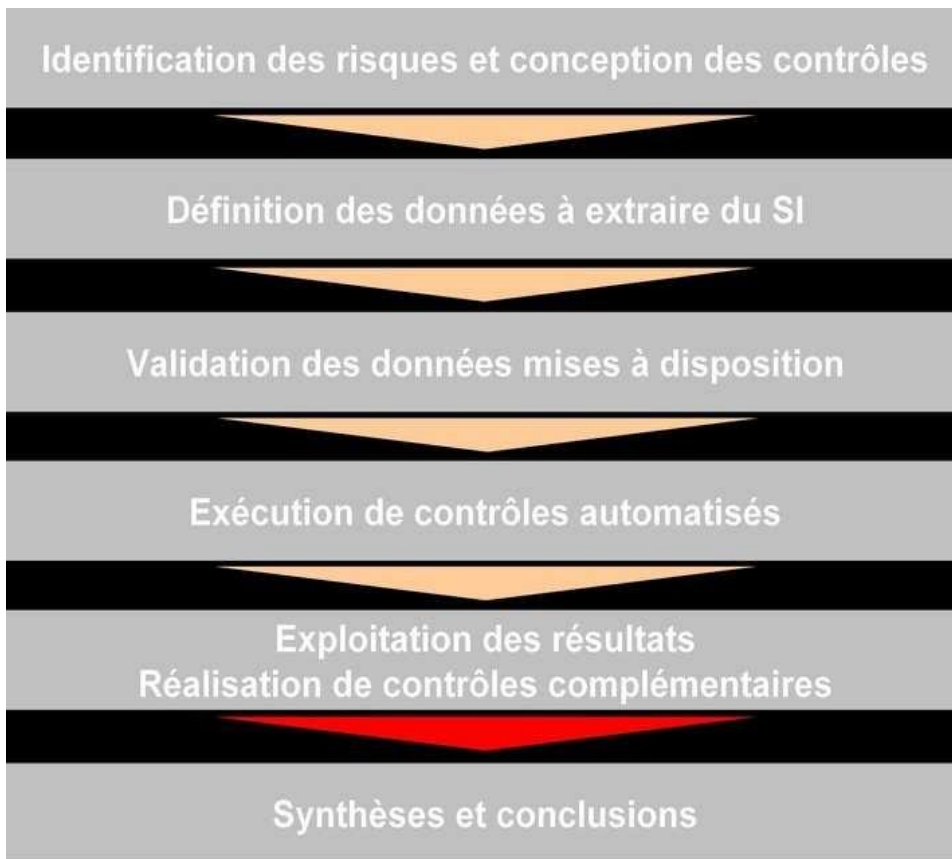 Identification des risques et conception des contrôles
Définition des données à extraire du SI
Validation des données mises à disposition
Exécution de contrôles automatisés
Exploitation des résultats
Réalisation de contrôles complémentaires
Synthèses et conclusions